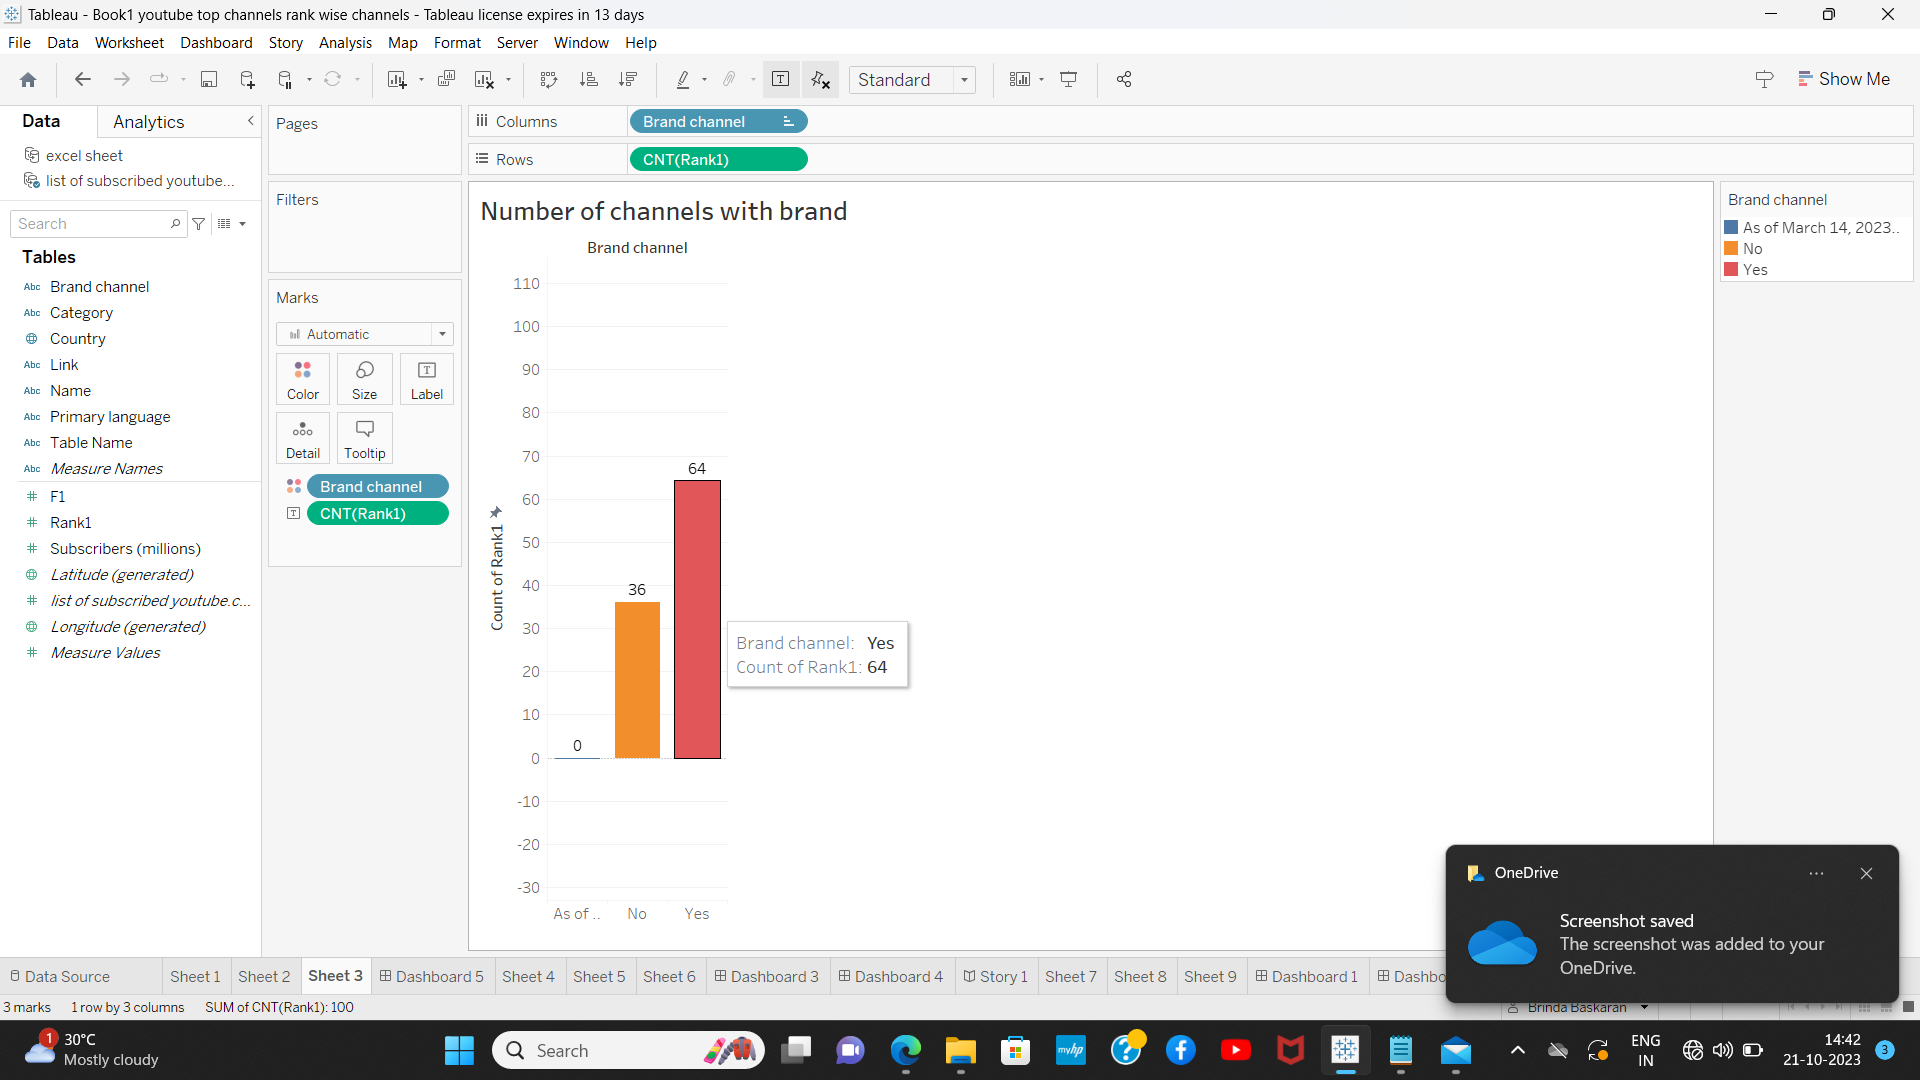 Tableau - Book1 youtube top channels rank wise channels - Tableau license expires in 13 days
File Data Worksheet Dashboard Story Analysis Map Format Server Window Help
Standard
Show Me
Data Analytics
excel sheet
list of subscribed youtube...
Search
Tables
Abc Brand channel
Abc Category
Country
Abc Link
Abc Name
Abc Primary language
Abc Table Name
Abc Measure Names
# F1
# Rank1
# Subscribers (millions)
Latitude (generated)
# list of subscribed youtube.c...
Longitude (generated)
# Measure Values
Pages
Filters
Marks
Automatic
Color Size Label
Detail Tooltip
Brand channel
CNT(Rank1)
Columns Brand channel
Rows CNT(Rank1)
Number of channels with brand
Brand channel
110
100
90
80
70
60
50
40
30
20
10
0
-10
-20
-30
Count of Rank1
0
36
64
As of .. No Yes
Brand channel: Yes
Count of Rank1: 64
Brand channel
As of March 14, 2023..
No
Yes
OneDrive
Screenshot saved
The screenshot was added to your
OneDrive.
Data Source Sheet 1 Sheet 2 Sheet 3 Dashboard 5 Sheet 4 Sheet 5 Sheet 6 Dashboard 3 Dashboard 4 Story 1 Sheet 7 Sheet 8 Sheet 9 Dashboard 1 Dashbo
3 marks 1 row by 3 columns SUM of CNT(Rank1): 100
Brinda Baskaran
1
30°C
Mostly cloudy
Search
myhp
ENG
IN
14:42
21-10-2023
3